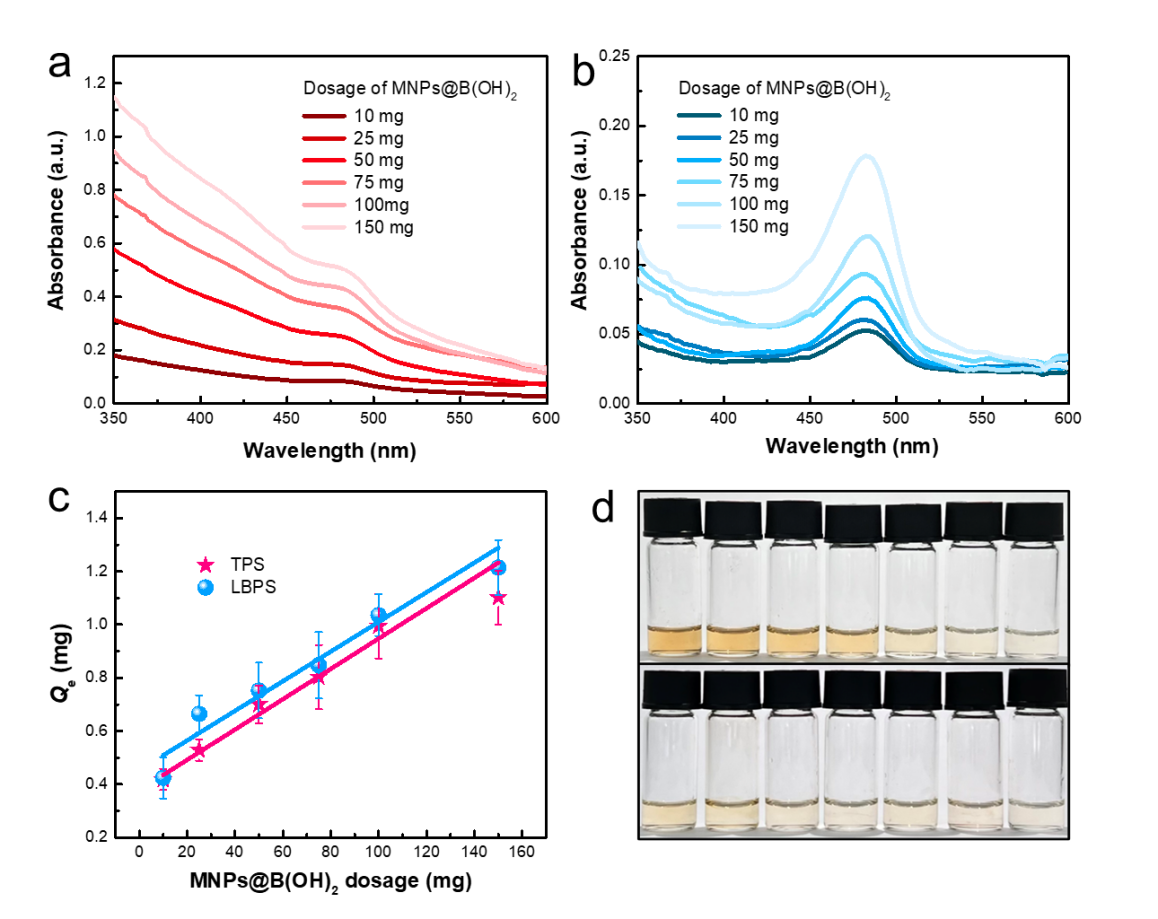 a
Dosage of MNPs@B(OH)2
10 mg
25 mg
50 mg
75 mg
100mg
150 mg
Absorbance (a.u.)
1.2
1.0
0.8
0.6
0.4
0.2
0.0
350 400 450 500 550 600
Wavelength (nm)
b
Dosage of MNPs@B(OH)2
10 mg
25 mg
50 mg
75 mg
100 mg
150 mg
Absorbance (a.u.)
0.25
0.20
0.15
0.10
0.05
0.00
350 400 450 500 550 600
Wavelength (nm)
c
TPS
LBPS
Qe (mg)
1.4
1.2
1.0
0.8
0.6
0.4
0.2
0 20 40 60 80 100 120 140 160
MNPs@B(OH)2 dosage (mg)
d